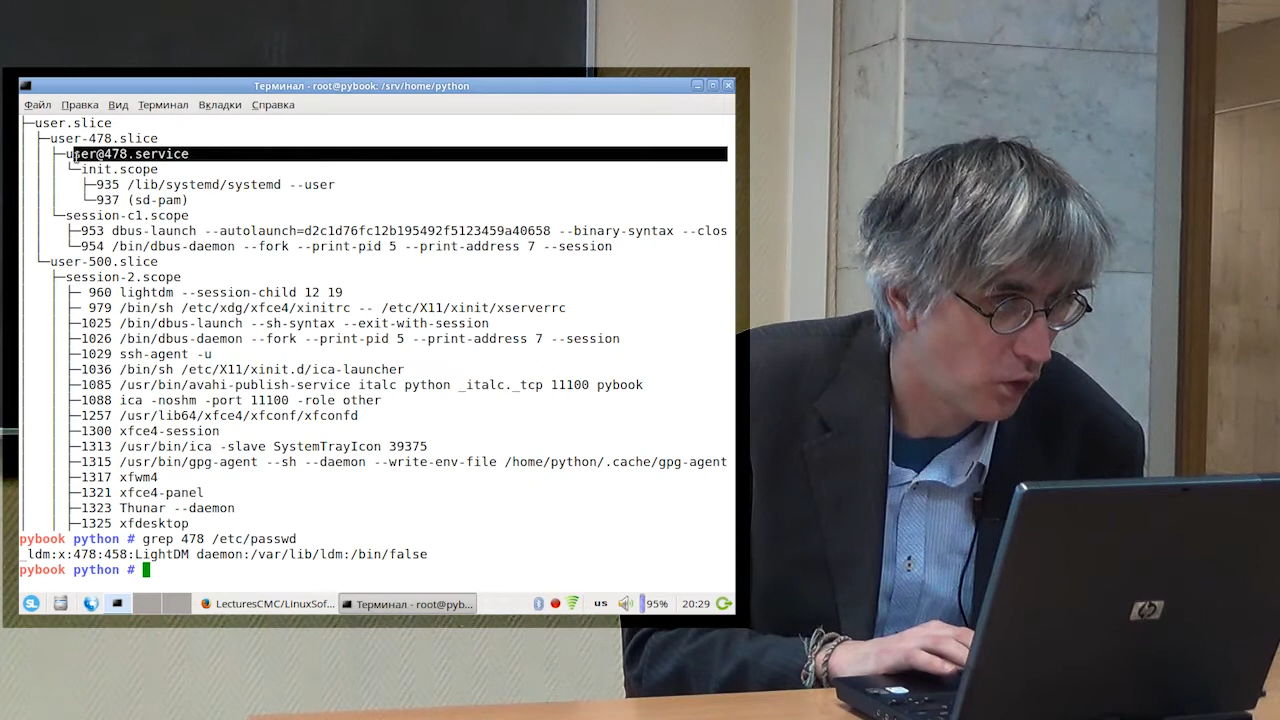 Терминал - root@pybook: /srv/home/python
Файл Правка Вид Терминал Вкладки Справка
├─user.slice
│ ├─user-478.slice
│ │ ├─user@478.service
│ │ │ └─init.scope
│ │ │   ├─935 /lib/systemd/systemd --user
│ │ │   └─937 (sd-pam)
│ │ └─session-c1.scope
│ │   ├─953 dbus-launch --autolaunch=d2c1d76fc12b195492f5123459a40658 --binary-syntax --clos
│ │   └─954 /bin/dbus-daemon --fork --print-pid 5 --print-address 7 --session
│ └─user-500.slice
│   ├─session-2.scope
│   │ ├─ 960 lightdm --session-child 12 19
│   │ ├─ 979 /bin/sh /etc/xdg/xfce4/xinitrc -- /etc/X11/xinit/xserverrc
│   │ ├─1025 /bin/dbus-launch --sh-syntax --exit-with-session
│   │ ├─1026 /bin/dbus-daemon --fork --print-pid 5 --print-address 7 --session
│   │ ├─1029 ssh-agent -u
│   │ ├─1036 /bin/sh /etc/X11/xinit.d/ica-launcher
│   │ ├─1085 /usr/bin/avahi-publish-service italc python _italc._tcp 11100 pybook
│   │ ├─1088 ica -noshm -port 11100 -role other
│   │ ├─1257 /usr/lib64/xfce4/xfconf/xfconfd
│   │ ├─1300 xfce4-session
│   │ ├─1313 /usr/bin/ica -slave SystemTrayIcon 39375
│   │ ├─1315 /usr/bin/gpg-agent --sh --daemon --write-env-file /home/python/.cache/gpg-agent
│   │ ├─1317 xfwm4
│   │ ├─1321 xfce4-panel
│   │ ├─1323 Thunar --daemon
│   │ ├─1325 xfdesktop
pybook python # grep 478 /etc/passwd
_ldm:x:478:458:LightDM daemon:/var/lib/ldm:/bin/false
pybook python #
SL LecturesCMC/LinuxSof... Терминал - root@pyb... us 95% 20:29
hp